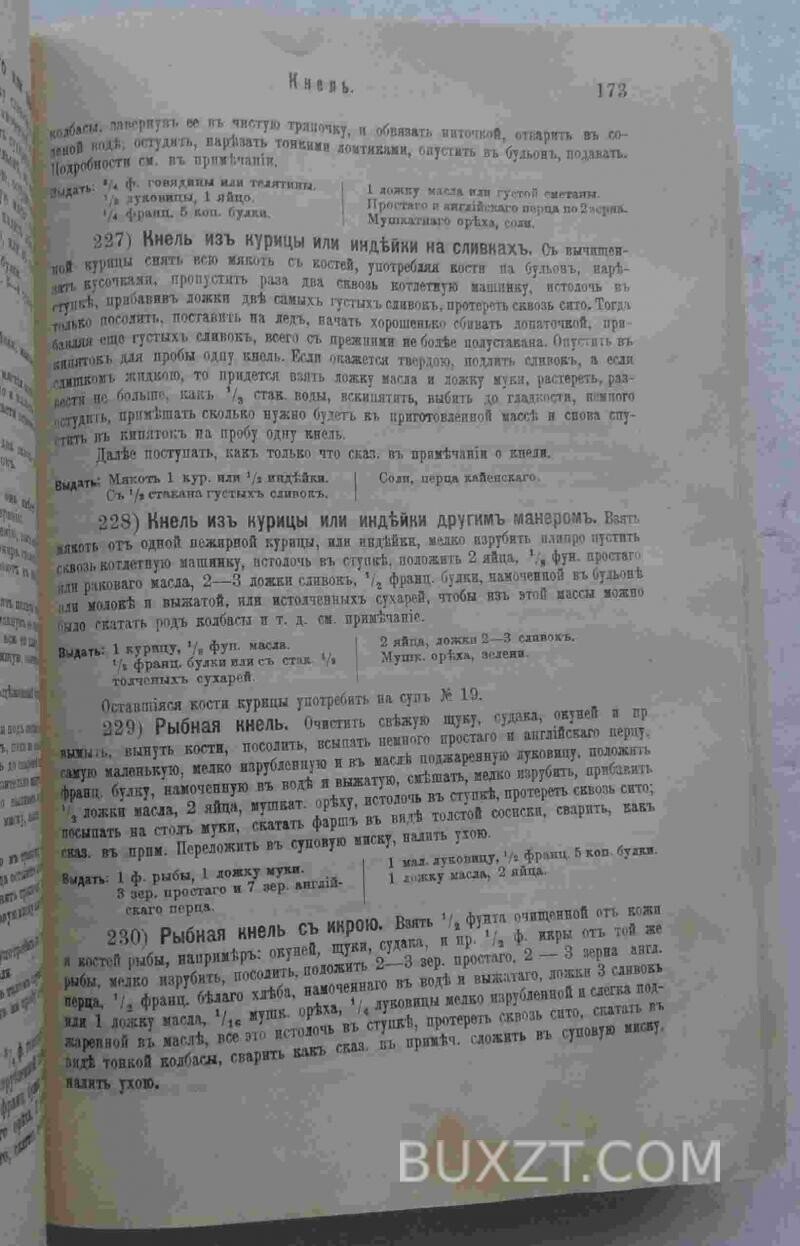 Кнель.
173
колбасы, завернувъ ее въ чистую тряпочку, и обвязать ниточкой, отварить въ со-
леной водѣ, остудить, нарѣзать тонкими ломтиками, опустить въ бульонъ, подавать.
Подробности см. въ примѣчаніи.
Выдать: ф. говядины или телятины.
луковицы, 1 яйцо.
франц. 5 коп. булки.
1 ложку масла или густой сметаны.
Простаго и англійскаго перца по 2 зерна.
Мушкатнаго орѣха, соли.
227) Кнель изъ курицы или индѣйки на сливкахъ. Съ вычищен-
ной курицы снять всю мякоть съ костей, употребляя кости на бульонъ, нарѣ-
зать кусочками, пропустить раза два сквозь котлетную машинку, истолочь въ
ступкѣ, прибавивъ ложки двѣ самыхъ густыхъ сливокъ, протереть сквозь сито. Тогда
только посолить, поставить на ледъ, начать хорошенько сбивать лопаточкой, при-
бавляя еще густыхъ сливокъ, всего съ прежними не болѣе полустакана. Опустить въ
кипятокъ для пробы одну кнель. Если окажется твердою, подлить сливокъ, а если
слишкомъ жидкою, то придется взять ложку масла и ложку муки, растереть, раз-
вести не больше, какъ 1/3 стак. воды, вскипятить, выбить до гладкости, немного
остудить, примѣшать сколько нужно будетъ къ приготовленной массѣ и снова опу-
стить въ кипятокъ на пробу одну кнель.
Далѣе поступать, какъ только что сказ. въ примѣчаніи о кнели.
Выдать: Мякоть 1 кур. или 1/2 индѣйки.
Съ 1/2 стакана густыхъ сливокъ.
Соли, перца кайенскаго.
228) Кнель изъ курицы или индѣйки другимъ манеромъ. Взять
мякоть отъ одной нежирной курицы, или индѣйки, мелко изрубить или про пустить
сквозь котлетную машинку, истолочь въ ступкѣ, положить 2 яйца, 1/8 фун. простаго
или раковаго масла, 2—3 ложки сливокъ, 1/2 франц. булки, намоченной въ бульонѣ
или молокѣ и выжатой, или истолченныхъ сухарей, чтобы изъ этой массы можно
было скатать родъ колбасы и т. д. см. примѣчаніе.
Выдать: 1 курицу, 1/8 фун. масла.
1/2 франц. булки или съ стак. 1/2
толченыхъ сухарей.
2 яйца, ложки 2—3 сливокъ.
Мушк. орѣха, зелени.
Оставшіяся кости курицы употребить на супъ № 19.
229) Рыбная кнель. Очистить свѣжую щуку, судака, окуней и пр
вымыть, вынуть кости, посолить, всыпать немного простаго и англійскаго перцу,
самую маленькую, мелко изрубленную и въ маслѣ поджаренную луковицу, положить
франц. булку, намоченную въ водѣ и выжатую, смѣшать, мелко изрубить, прибавить
1/2 ложки масла, 2 яйца, мушкат. орѣху, истолочь въ ступкѣ, протереть сквозь сито;
посыпать на столъ муки, скатать фаршъ въ видѣ толстой сосиски, сварить, какъ
сказ. въ прим. Переложить въ суповую миску, налить ухою.
Выдать: 1 ф. рыбы, 1 ложку муки.
3 зер. простаго и 7 зер. англій-
скаго перца.
1 мал. луковицу, 1/2 франц. 5 коп. булки.
1 ложку масла, 2 яйца.
230) Рыбная кнель съ икрою. Взять 1/2 фунта очищенной отъ кожи
и костей рыбы, напримѣръ: окуней, щуки, судака, и пр. 1/2 ф. икры отъ той же
рыбы, мелко изрубить, посолить, положить 2—3 зер. простаго, 2 — 3 зерна англ.
перца, 1/2 франц. бѣлаго хлѣба, намоченнаго въ водѣ и выжатаго, ложки 3 сливокъ
или 1 ложку масла, 1/16 мушк. орѣха, 1/4 луковицы мелко изрубленной и слегка под-
жаренной въ маслѣ, все это истолочь въ ступкѣ, протереть сквозь сито, скатать въ
видѣ тонкой колбасы, сварить какъ сказ. въ примѣч. сложить въ суповую миску,
налить ухою.
BUXZT.COM